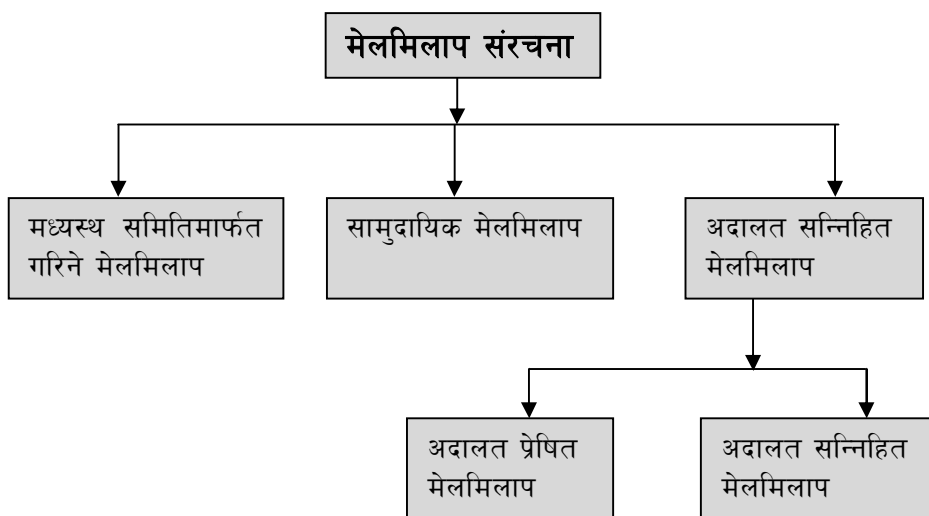 मेलमिलाप संरचना
मध्यस्थ समितिमार्फत
गरिने मेलमिलाप
सामुदायिक मेलमिलाप
अदालत सन्निहित
मेलमिलाप
अदालत प्रेषित
मेलमिलाप
अदालत सन्निहित
मेलमिलाप